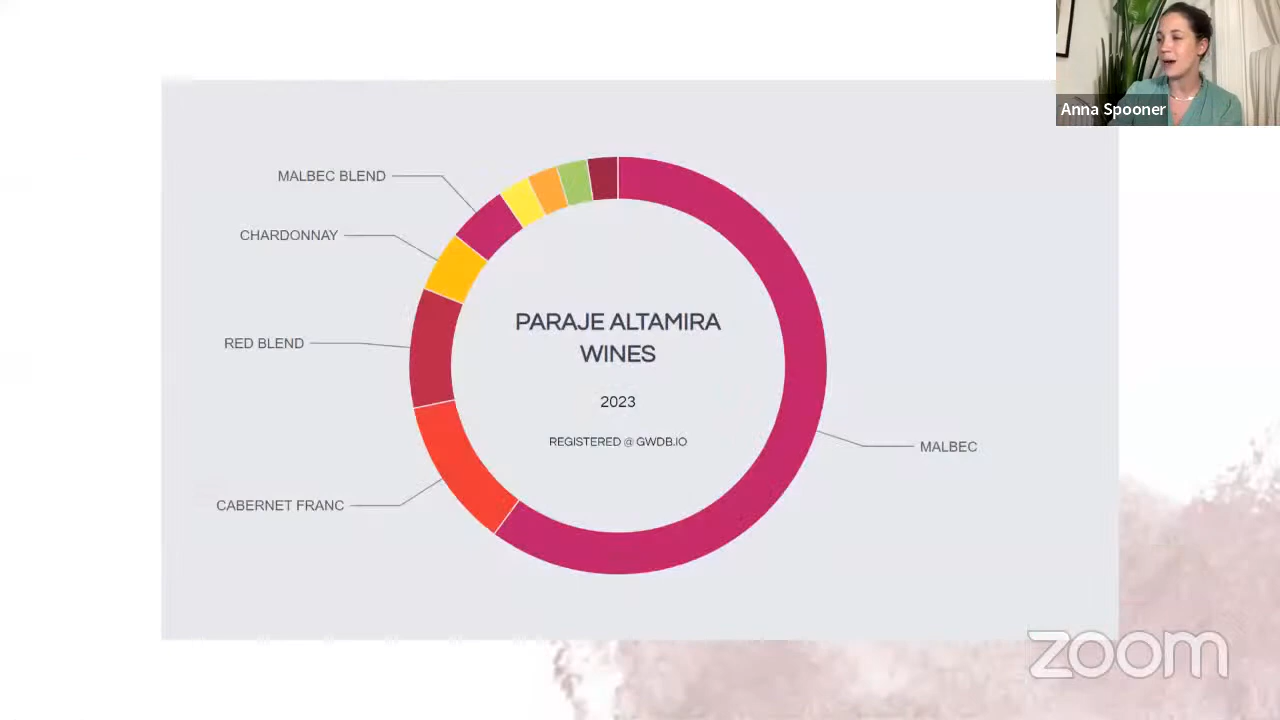 Anna Spooner
MALBEC BLEND
CHARDONNAY
RED BLEND
CABERNET FRANC
PARAJE ALTAMIRA
WINES
2023
REGISTERED @ GWDB.IO
MALBEC
zoom